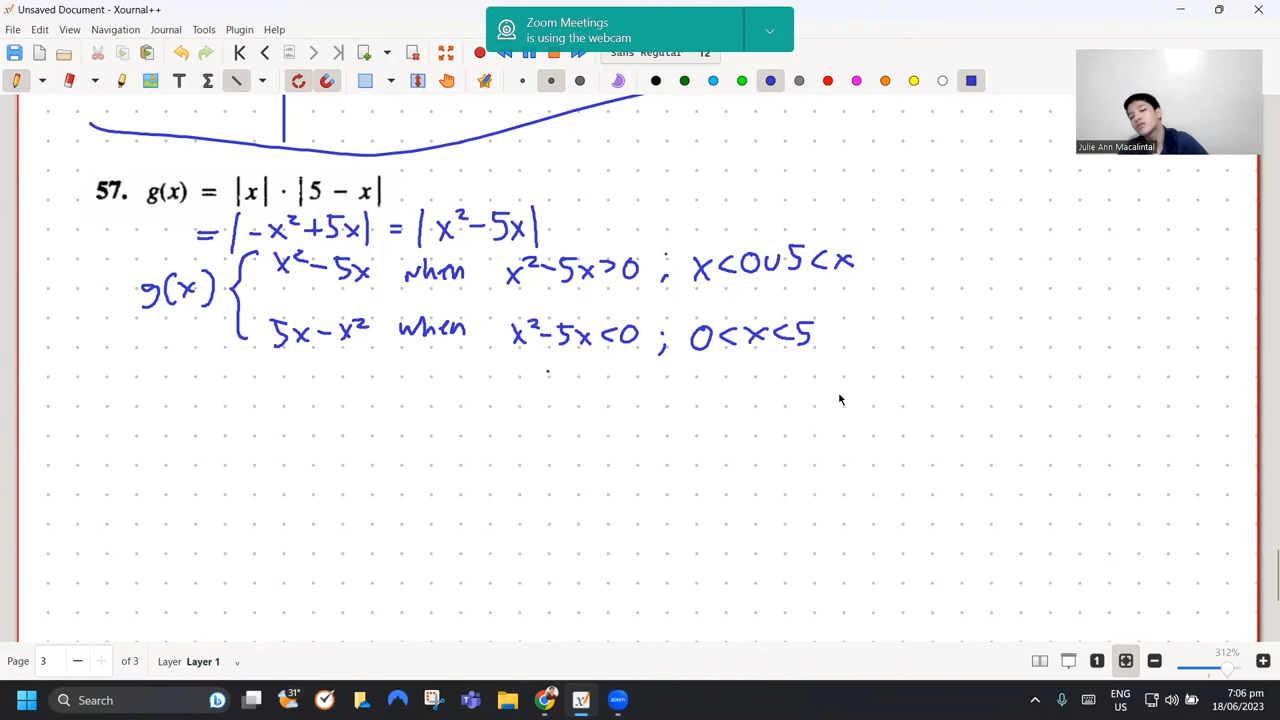 Unsaved Document - Xournal++
Zoom Meetings
is using the webcam
File Edit View Navigation Journal Tools Plugin Help
Sans Regular 12
Julie Ann Macalintal
57. g(x) = |x| · |5 − x|
= |-x²+5x| = |x²-5x|
g(x) { x²-5x when x²-5x>0 ; x<0∪5<x
5x-x² when x²-5x<0 ; 0<x<5
Page 3 of 3 Layer Layer 1
312%
Search
31°
zoom
ENG
US
7:06 pm
18/06/2023